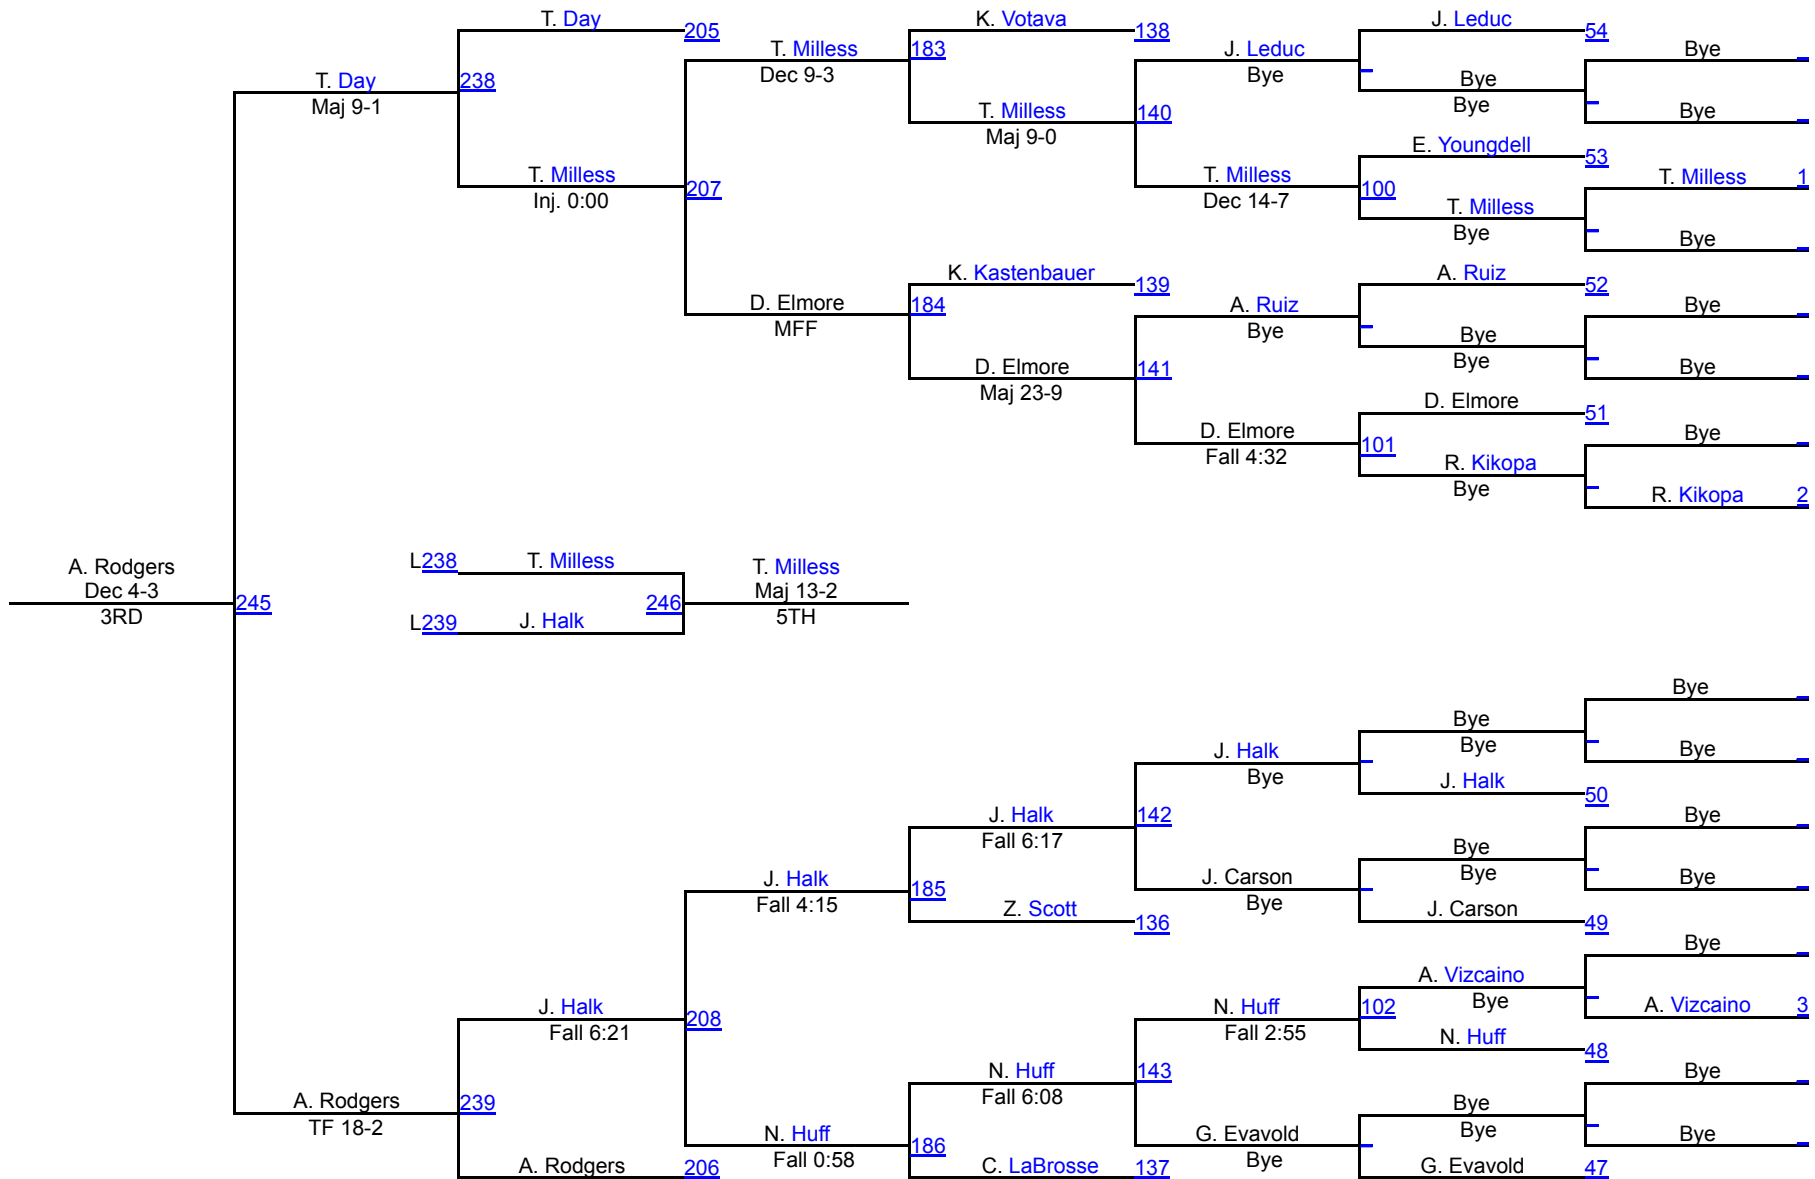 T. Day
205
T. Day
Maj 9-1
238
T. Milless
Inj. 0:00
T. Milless
Dec 9-3
207
D. Elmore
MFF
K. Votava
138
183
T. Milless
Maj 9-0
K. Kastenbauer
139
184
D. Elmore
Maj 23-9
J. Leduc
Bye
140
T. Milless
Dec 14-7
A. Ruiz
Bye
141
D. Elmore
Fall 4:32
J. Leduc
54
Bye
Bye
E. Youngdell
53
100
T. Milless
Bye
A. Ruiz
52
Bye
Bye
D. Elmore
51
101
R. Kikopa
Bye
Bye
Bye
T. Milless 1
Bye
Bye
Bye
Bye
R. Kikopa 2
A. Rodgers
Dec 4-3
3RD
245
L238 T. Milless
L239 J. Halk
246
T. Milless
Maj 13-2
5TH
J. Halk
Fall 6:21
239
A. Rodgers
TF 18-2
A. Rodgers
206
J. Halk
Fall 4:15
208
N. Huff
Fall 0:58
J. Halk
Fall 6:17
185
Z. Scott
136
N. Huff
Fall 6:08
186
C. LaBrosse
137
J. Halk
Bye
142
J. Carson
Bye
N. Huff
Fall 2:55
143
G. Evavold
Bye
Bye
Bye
J. Halk
50
Bye
Bye
J. Carson
49
A. Vizcaino
Bye
102
N. Huff
48
Bye
Bye
G. Evavold
47
Bye
Bye
Bye
Bye
Bye
A. Vizcaino 3
Bye
Bye